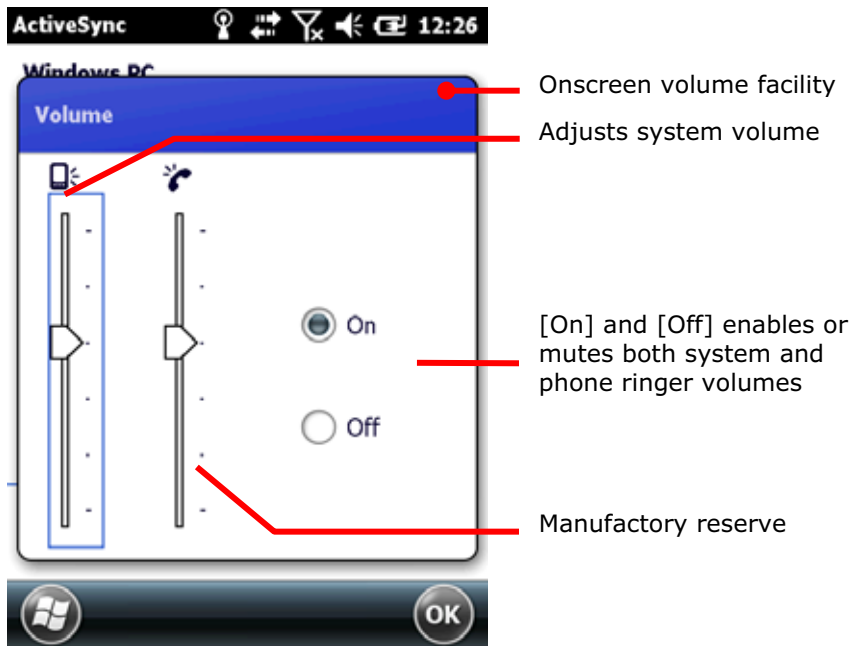 ActiveSync 12:26
Windows PC
Volume
On
Off
OK
Onscreen volume facility
Adjusts system volume
[On] and [Off] enables or
mutes both system and
phone ringer volumes
Manufactory reserve